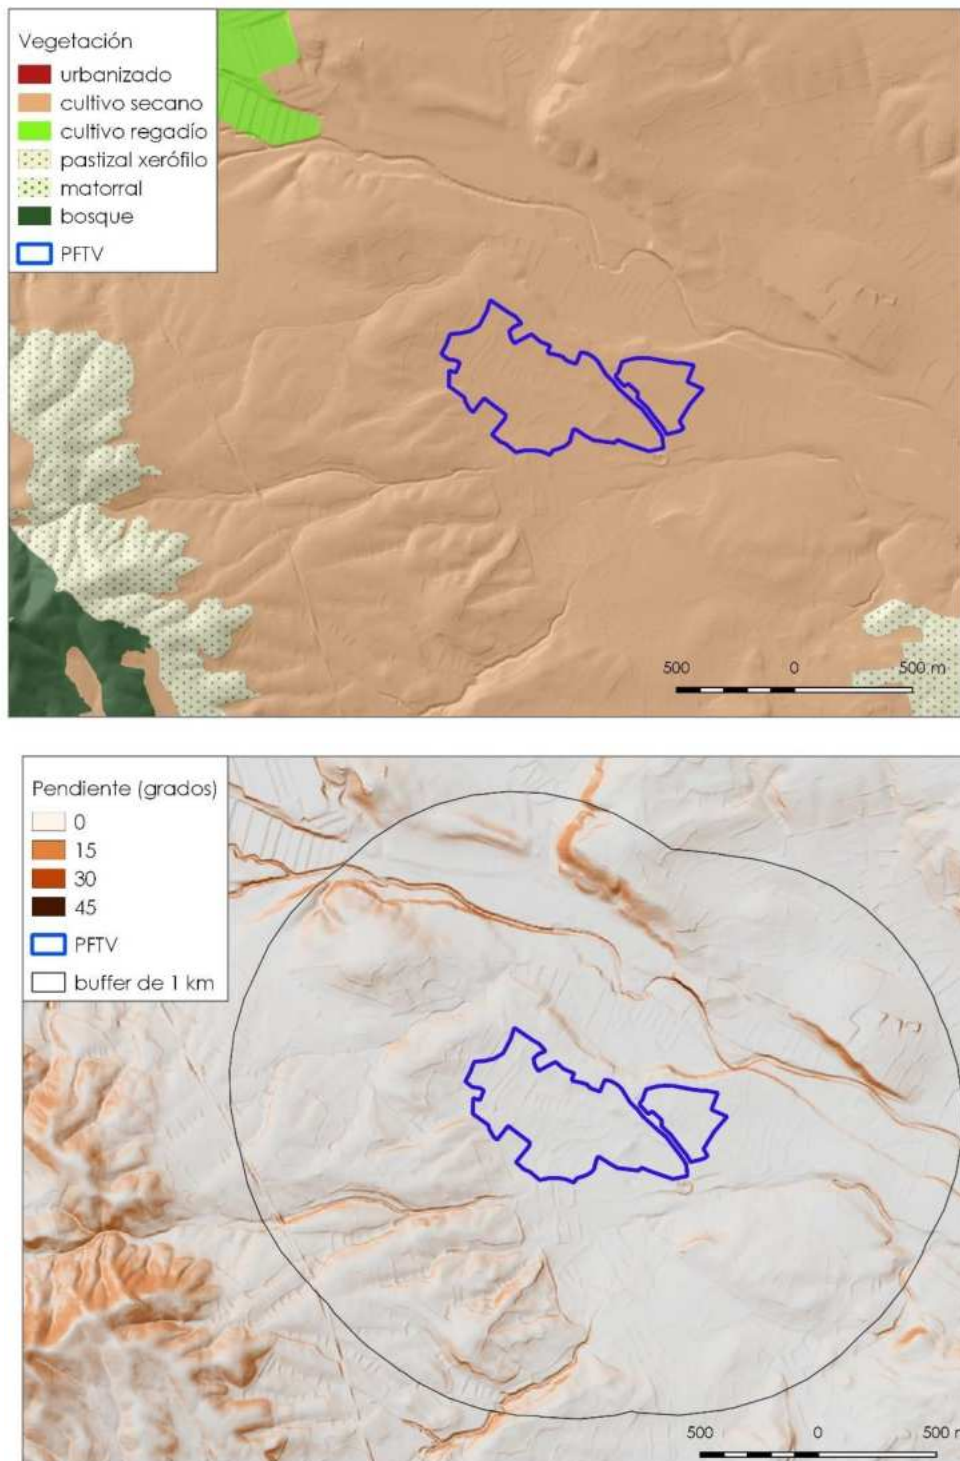 Vegetación
urbanizado
cultivo secano
cultivo regadío
pastizal xerófilo
matorral
bosque
PFTV
500 0 500 m
Pendiente (grados)
0
15
30
45
PFTV
buffer de 1 km
500 0 500 m